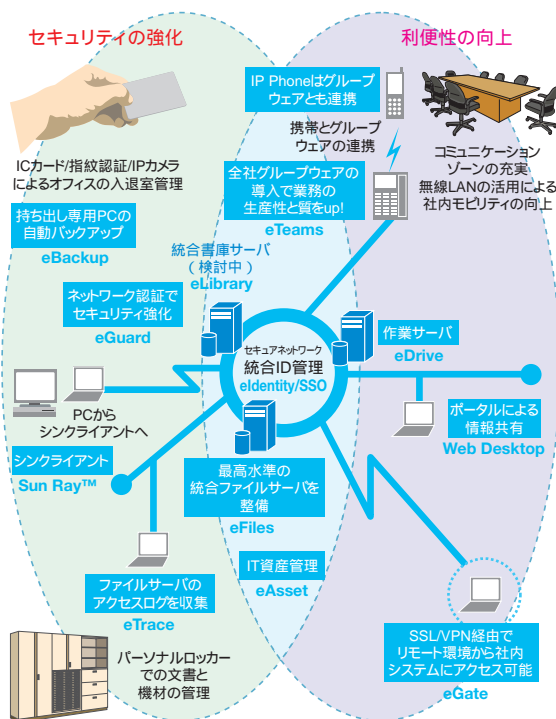 セキュリティの強化
利便性の向上
IP Phoneはグループ
ウェアとも連携
携帯とグループ
ウェアの連携
ICカード/指紋認証/IPカメラ
によるオフィスの入退室管理
コミュニケーション
ゾーンの充実
無線LANの活用による
社内モビリティの向上
全社グループウェアの
導入で業務の
生産性と質をup!
eTeams
持ち出し専用PCの
自動バックアップ
eBackup
統合書庫サーバ
（検討中）
eLibrary
ネットワーク認証で
セキュリティ強化
eGuard
作業サーバ
eDrive
セキュアネットワーク
統合ID管理
eIdentity/SSO
PCから
シンクライアントへ
ポータルによる
情報共有
Web Desktop
シンクライアント
Sun Ray™
最高水準の
統合ファイルサーバを
整備
eFiles
IT資産管理
eAsset
ファイルサーバの
アクセスログを収集
eTrace
SSL/VPN経由で
リモート環境から社内
システムにアクセス可能
eGate
パーソナルロッカー
での文書と
機材の管理